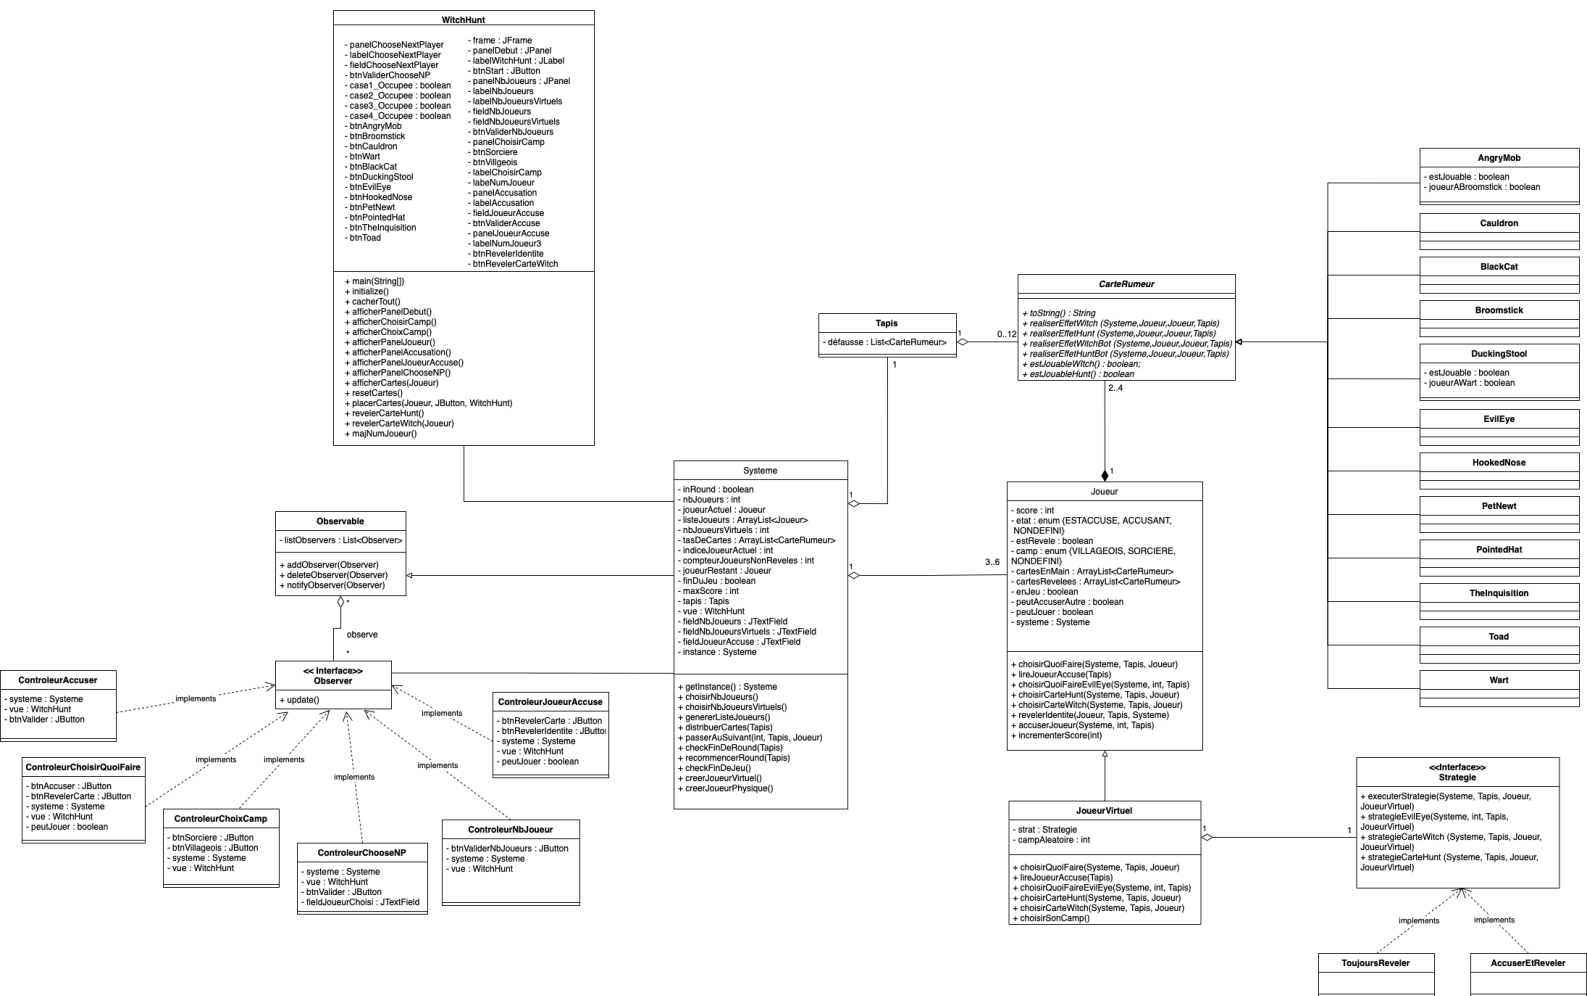 WitchHunt
- panelChooseNextPlayer
- labelChooseNextPlayer
- fieldChooseNextPlayer
- btnValiderChooseNP
- case1_Occupee : boolean
- case2_Occupee : boolean
- case3_Occupee : boolean
- case4_Occupee : boolean
- btnAngryMob
- btnBroomstick
- btnCauldron
- btnWart
- btnBlackCat
- btnDuckingStool
- btnEvilEye
- btnHookedNose
- btnPetNewt
- btnPointedHat
- btnTheInquisition
- btnToad
- frame : JFrame
- panelDebut : JPanel
- labelWitchHunt : JLabel
- btnStart : JButton
- panelNbJoueurs : JPanel
- labelNbJoueurs
- labelNbJoueursVirtuels
- fieldNbJoueurs
- fieldNbJoueursVirtuels
- btnValiderNbJoueurs
- panelChoisirCamp
- btnSorciere
- btnVillgeois
- labelChoisirCamp
- labeNumJoueur
- panelAccusation
- labelAccusation
- fieldJoueurAccuse
- btnValiderAccuse
- panelJoueurAccuse
- labelNumJoueur3
- btnRevelerIdentite
- btnRevelerCarteWitch
+ main(String[])
+ initialize()
+ cacherTout()
+ afficherPanelDebut()
+ afficherChoisirCamp()
+ afficherChoixCamp()
+ afficherPanelJoueur()
+ afficherPanelAccusation()
+ afficherPanelJoueurAccuse()
+ afficherPanelChooseNP()
+ afficherCartes(Joueur)
+ resetCartes()
+ placerCartes(Joueur, JButton, WitchHunt)
+ revelerCarteHunt()
+ revelerCarteWitch(Joueur)
+ majNumJoueur()
Observable
- listObservers : List<Observer>
+ addObserver(Observer)
+ deleteObserver(Observer)
+ notifyObserver(Observer)
*
observe
*
<< Interface>>
Observer
+ update()
ControleurAccuser
- systeme : Systeme
- vue : WitchHunt
- btnValider : JButton
implements
ControleurChoisirQuoiFaire
- btnAccuser : JButton
- btnRevelerCarte : JButton
- systeme : Systeme
- vue : WitchHunt
- peutJouer : boolean
implements
ControleurChoixCamp
- btnSorciere : JButton
- btnVillageois : JButton
- systeme : Systeme
- vue : WitchHunt
implements
ControleurChooseNP
- systeme : Systeme
- vue : WitchHunt
- btnValider : JButton
- fieldJoueurChoisi : JTextField
implements
ControleurNbJoueur
- btnValiderNbJoueurs : JButton
- systeme : Systeme
- vue : WitchHunt
implements
ControleurJoueurAccuse
- btnRevelerCarte : JButton
- btnRevelerIdentite : JButton
- systeme : Systeme
- vue : WitchHunt
- peutJouer : boolean
implements
Systeme
- inRound : boolean
- nbJoueurs : int
- joueurActuel : Joueur
- listeJoueurs : ArrayList<Joueur>
- nbJoueursVirtuels : int
- tasDeCartes : ArrayList<CarteRumeur>
- indiceJoueurActuel : int
- compteurJoueursNonReveles : int
- joueurRestant : Joueur
- finDuJeu : boolean
- maxScore : int
- tapis : Tapis
- vue : WitchHunt
- fieldNbJoueurs : JTextField
- fieldNbJoueursVirtuels : JTextField
- fieldJoueurAccuse : JTextField
- instance : Systeme
+ getInstance() : Systeme
+ choisirNbJoueurs()
+ choisirNbJoueursVirtuels()
+ genererListeJoueurs()
+ distribuerCartes(Tapis)
+ passerAuSuivant(int, Tapis, Joueur)
+ checkFinDeRound(Tapis)
+ recommencerRound(Tapis)
+ checkFinDeJeu()
+ creerJoueurVirtuel()
+ creerJoueurPhysique()
1
1
3..6
Tapis
- défausse : List<CarteRumeur>
1
1
0..12
CarteRumeur
+ toString() : String
+ realiserEffetWitch (Systeme,Joueur,Joueur,Tapis)
+ realiserEffetHunt (Systeme,Joueur,Joueur,Tapis)
+ realiserEffetWitchBot (Systeme,Joueur,Joueur,Tapis)
+ realiserEffetHuntBot (Systeme,Joueur,Joueur,Tapis)
+ estJouableWitch() : boolean;
+ estJouableHunt() : boolean
2..4
1
Joueur
- score : int
- etat : enum {ESTACCUSE, ACCUSANT,
NONDEFINI}
- estRevele : boolean
- camp : enum {VILLAGEOIS, SORCIERE,
NONDEFINI}
- cartesEnMain : ArrayList<CarteRumeur>
- cartesRevelees : ArrayList<CarteRumeur>
- enJeu : boolean
- peutAccuserAutre : boolean
- peutJouer : boolean
- systeme : Systeme
+ choisirQuoiFaire(Systeme, Tapis, Joueur)
+ lireJoueurAccuse(Tapis)
+ choisirQuoiFaireEvilEye(Systeme, int, Tapis)
+ choisirCarteHunt(Systeme, Tapis, Joueur)
+ choisirCarteWitch(Systeme, Tapis, Joueur)
+ revelerIdentite(Joueur, Tapis, Systeme)
+ accuserJoueur(Systeme, int, Tapis)
+ incrementerScore(int)
JoueurVirtuel
- strat : Strategie
- campAleatoire : int
+ choisirQuoiFaire(Systeme, Tapis, Joueur)
+ lireJoueurAccuse(Tapis)
+ choisirQuoiFaireEvilEye(Systeme, int, Tapis)
+ choisirCarteHunt(Systeme, Tapis, Joueur)
+ choisirCarteWitch(Systeme, Tapis, Joueur)
+ choisirSonCamp()
1
1
<<Interface>>
Strategie
+ executerStrategie(Systeme, Tapis, Joueur,
JoueurVirtuel)
+ strategieEvilEye(Systeme, int, Tapis,
JoueurVirtuel)
+ strategieCarteWitch (Systeme, Tapis, Joueur,
JoueurVirtuel)
+ strategieCarteHunt (Systeme, Tapis, Joueur,
JoueurVirtuel)
implements
implements
ToujoursReveler
AccuserEtReveler
AngryMob
- estJouable : boolean
- joueurABroomstick : boolean
Cauldron
BlackCat
Broomstick
DuckingStool
- estJouable : boolean
- joueurAWart : boolean
EvilEye
HookedNose
PetNewt
PointedHat
TheInquisition
Toad
Wart